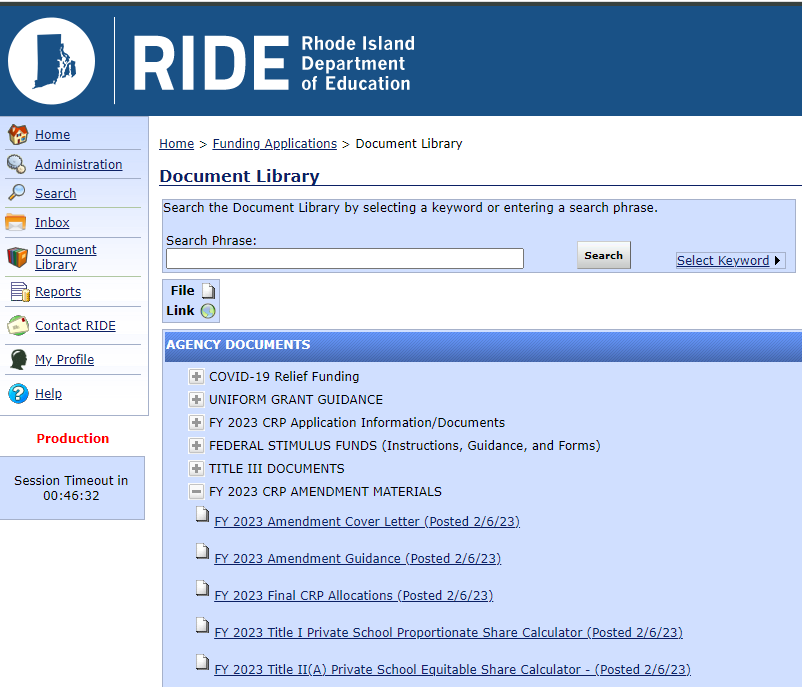 RIDE
Rhode Island
Department
of Education
Home
Administration
Search
Inbox
Document
Library
Reports
Contact RIDE
My Profile
Help
Production
Session Timeout in
00:46:32
Home > Funding Applications > Document Library
Document Library
Search the Document Library by selecting a keyword or entering a search phrase.
Search Phrase:
Search
Select Keyword
File
Link
AGENCY DOCUMENTS
COVID-19 Relief Funding
UNIFORM GRANT GUIDANCE
FY 2023 CRP Application Information/Documents
FEDERAL STIMULUS FUNDS (Instructions, Guidance, and Forms)
TITLE III DOCUMENTS
FY 2023 CRP AMENDMENT MATERIALS
FY 2023 Amendment Cover Letter (Posted 2/6/23)
FY 2023 Amendment Guidance (Posted 2/6/23)
FY 2023 Final CRP Allocations (Posted 2/6/23)
FY 2023 Title I Private School Proportionate Share Calculator (Posted 2/6/23)
FY 2023 Title II(A) Private School Equitable Share Calculator - (Posted 2/6/23)